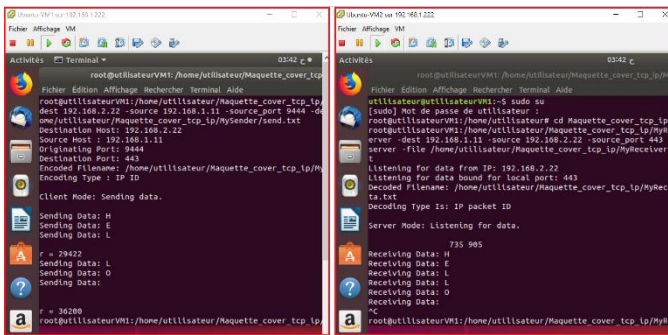 Ubuntu-VM1 sur 192.168.1.222
Fichier Affichage VM
Activités Terminal 03:42
root@utilisateurVM1: /home/utilisateur/Maquette_cover_tcp
Fichier Édition Affichage Rechercher Terminal Aide
root@utilisateurVM1:/home/utilisateur/Maquette_cover_tcp_ip/
dest 192.168.2.22 -source 192.168.1.11 -source_port 9444 -de
ome/utilisateur/Maquette_cover_tcp_ip/MySender/send.txt
Destination Host: 192.168.2.22
Source Host : 192.168.1.11
Originating Port: 9444
Destination Port: 443
Encoded Filename: /home/utilisateur/Maquette_cover_tcp_ip/My
Encoding Type : IP ID
Client Mode: Sending data.
Sending Data: H
Sending Data: E
Sending Data: L
r = 29422
Sending Data: L
Sending Data: O
Sending Data:
r = 36200
root@utilisateurVM1:/home/utilisateur/Maquette_cover_tcp_ip/
Ubuntu-VM2 sur 192.168.1.222
Fichier Affichage VM
Activités Terminal 03:42
root@utilisateurVM1: /home/utilisateur/Maquette_cover_tcp_ip/M
Fichier Édition Affichage Rechercher Terminal Aide
utilisateur@utilisateurVM1:~$ sudo su
[sudo] Mot de passe de utilisateur :
root@utilisateurVM1:/home/utilisateur# cd Maquette_cover_tcp_ip
root@utilisateurVM1:/home/utilisateur/Maquette_cover_tcp_ip/MyR
erver -dest 192.168.1.11 -source 192.168.2.22 -source_port 443
server -file /home/utilisateur/Maquette_cover_tcp_ip/MyReceiver
t
Listening for data from IP: 192.168.2.22
Listening for data bound for local port: 443
Decoded Filename: /home/utilisateur/Maquette_cover_tcp_ip/MyRec
ta.txt
Decoding Type Is: IP packet ID
Server Mode: Listening for data.
735 905
Receiving Data: H
Receiving Data: E
Receiving Data: L
Receiving Data: L
Receiving Data: O
Receiving Data:
^C
root@utilisateurVM1:/home/utilisateur/Maquette_cover_tcp_ip/My